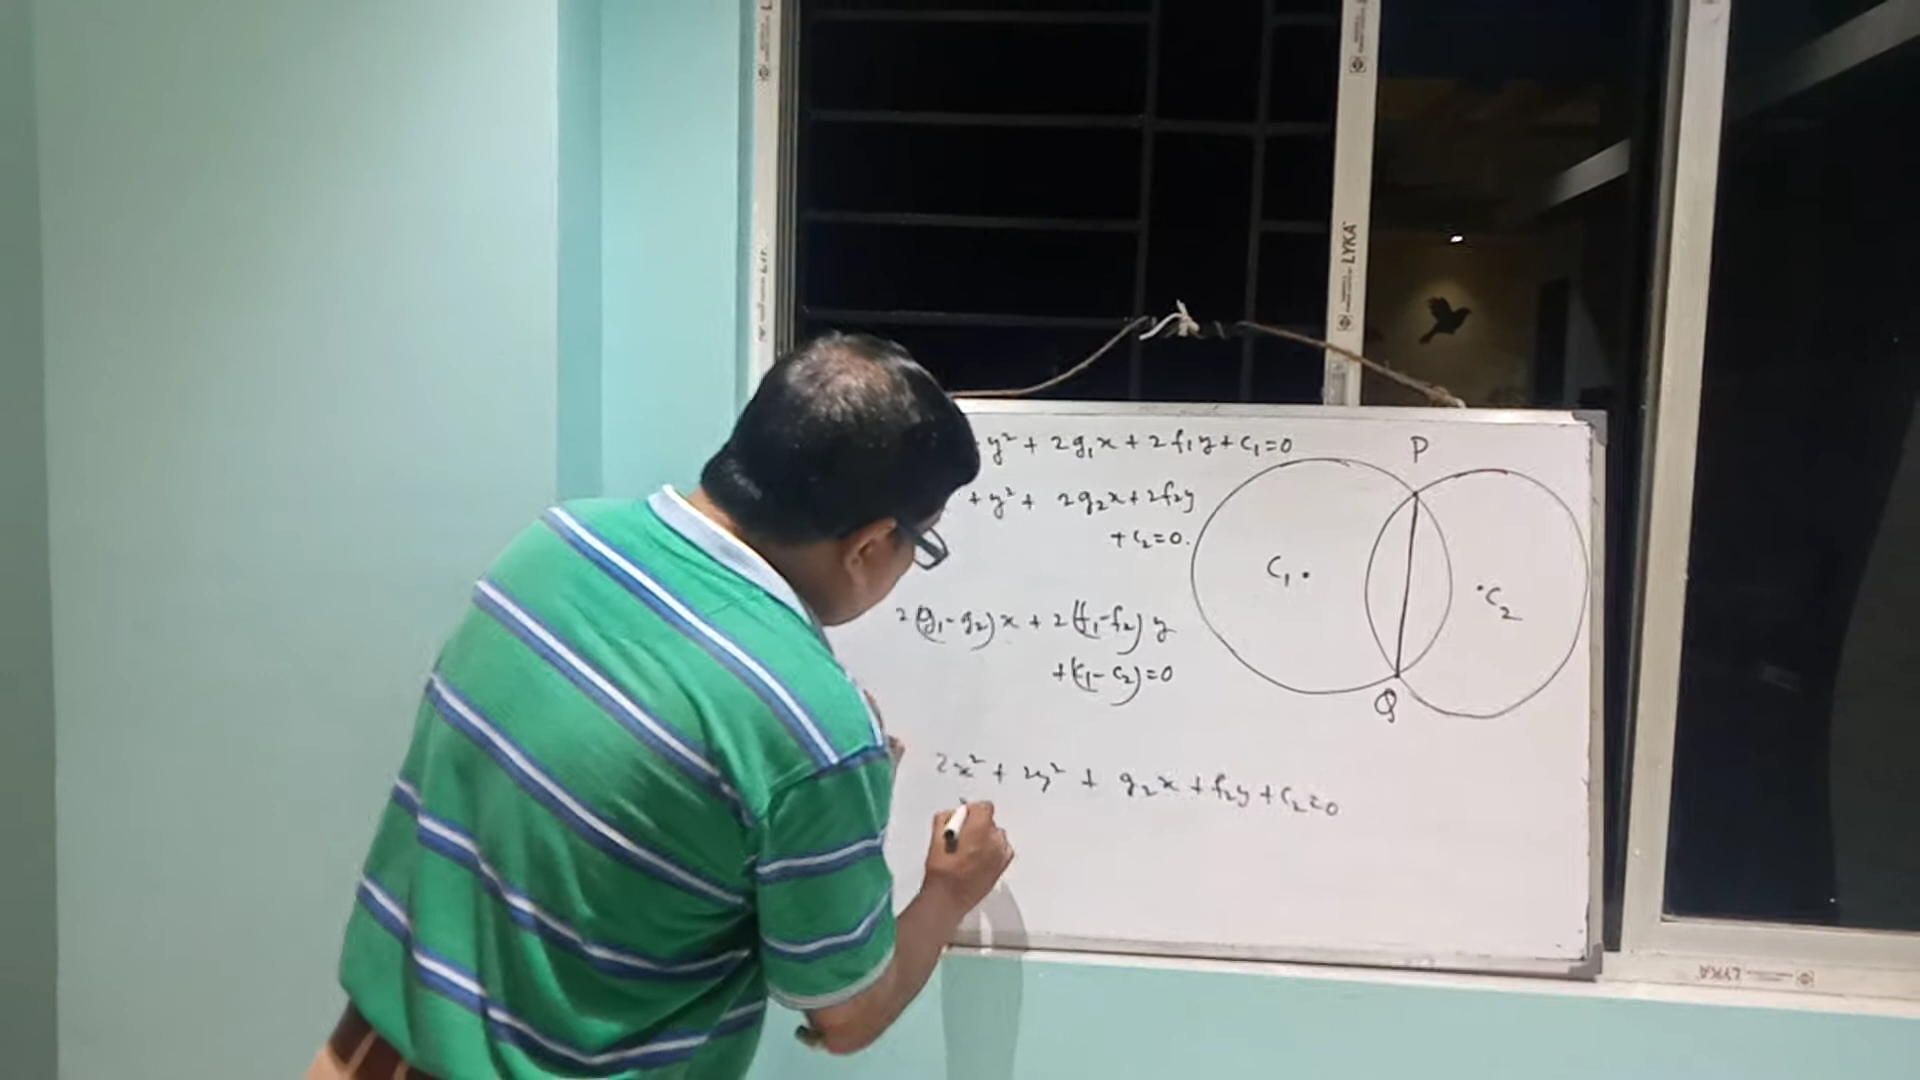 y² + 2g₁x + 2f₁y + c₁ = 0
+ y² + 2g₂x + 2f₂y
+ c₂ = 0.
2(g₁ - g₂)x + 2(f₁ - f₂)y
+ (c₁ - c₂) = 0
2x² + 2y² + g₂x + f₂y + c₂ = 0
P
C₁
C₂
Q
LYKA
LYKA